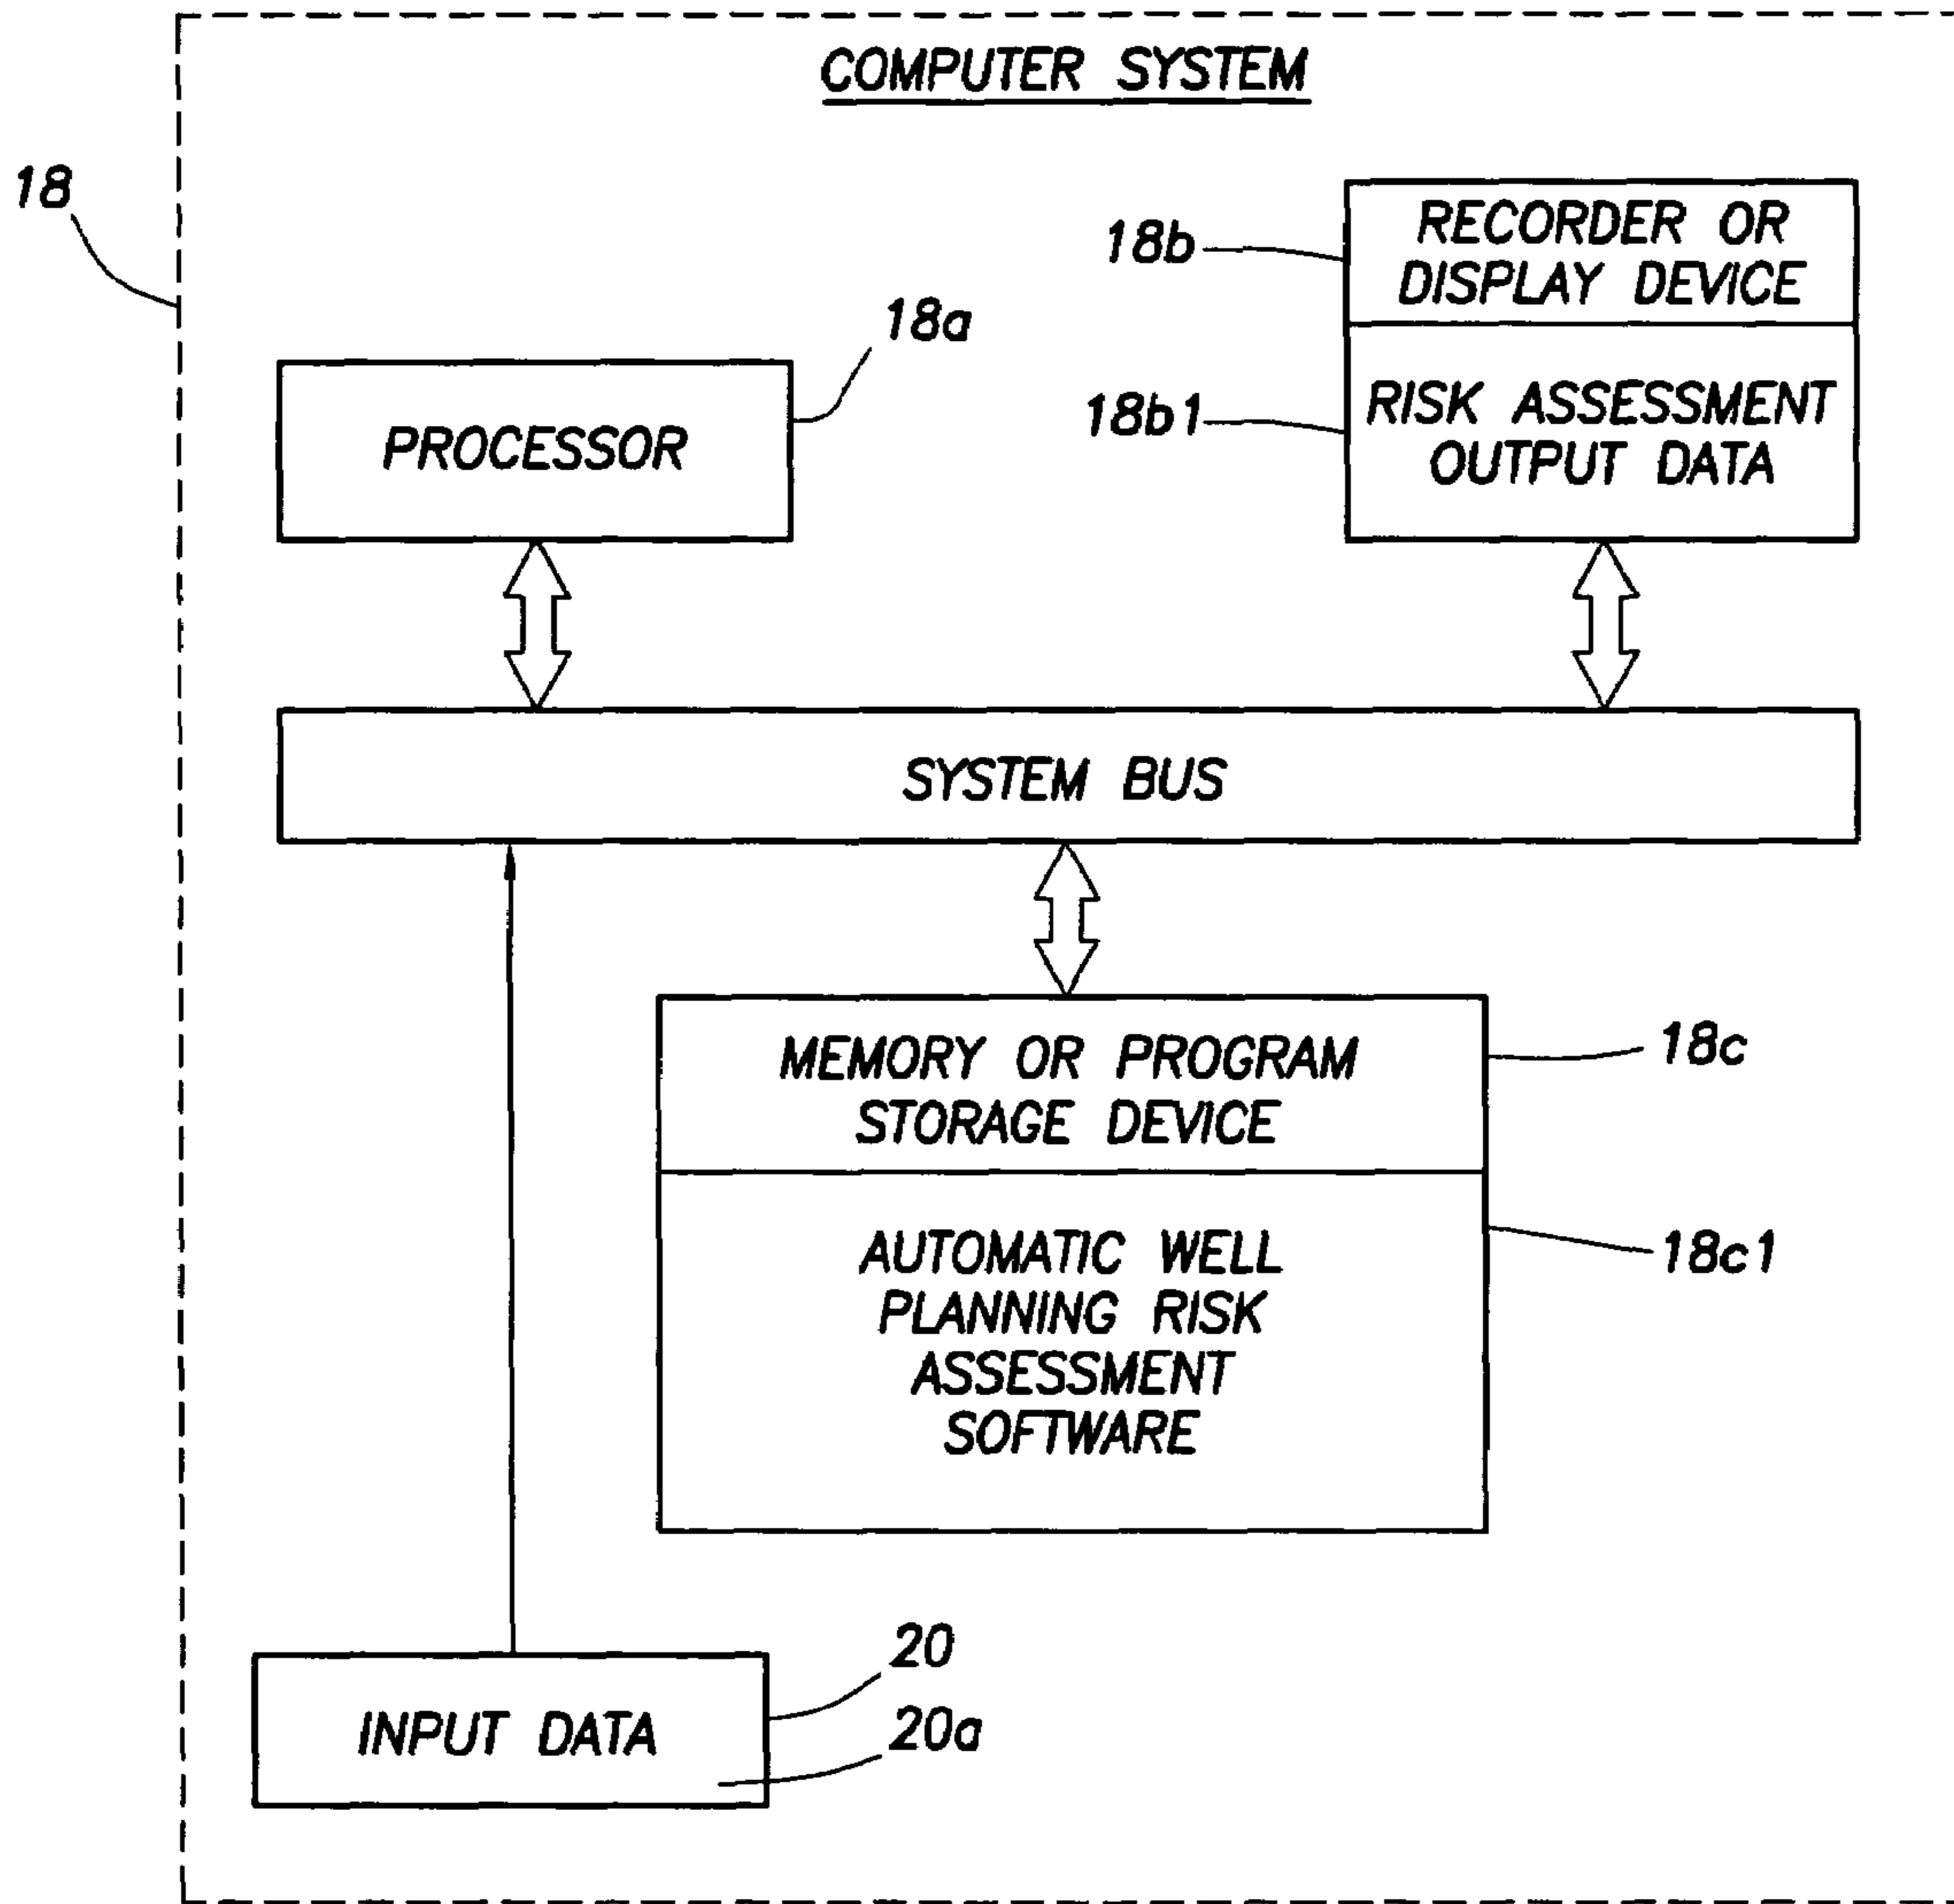 COMPUTER SYSTEM
18
18b
RECORDER OR
DISPLAY DEVICE
18a
18b1
RISK ASSESSMENT
OUTPUT DATA
PROCESSOR
SYSTEM BUS
MEMORY OR PROGRAM
STORAGE DEVICE
18c
AUTOMATIC WELL
PLANNING RISK
ASSESSMENT
SOFTWARE
18c1
20
INPUT DATA
20a